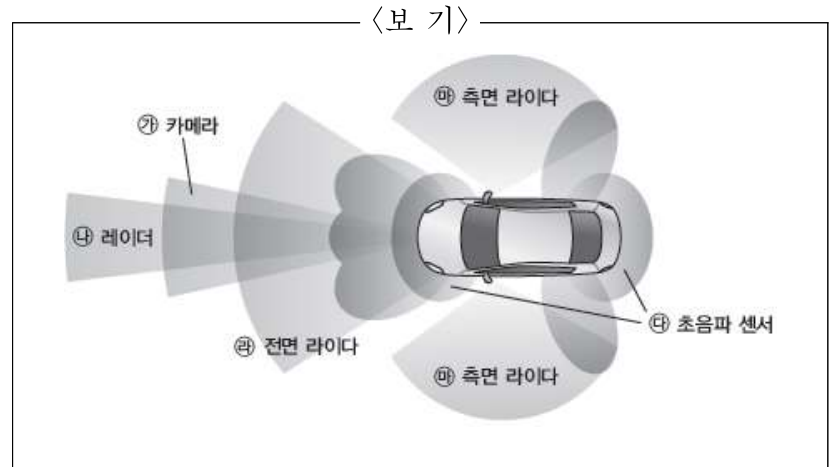 〈보 기〉
㉮ 측면 라이다
㉮ 카메라
㉯ 레이더
㉰ 초음파 센서
㉱ 전면 라이다
㉲ 측면 라이다